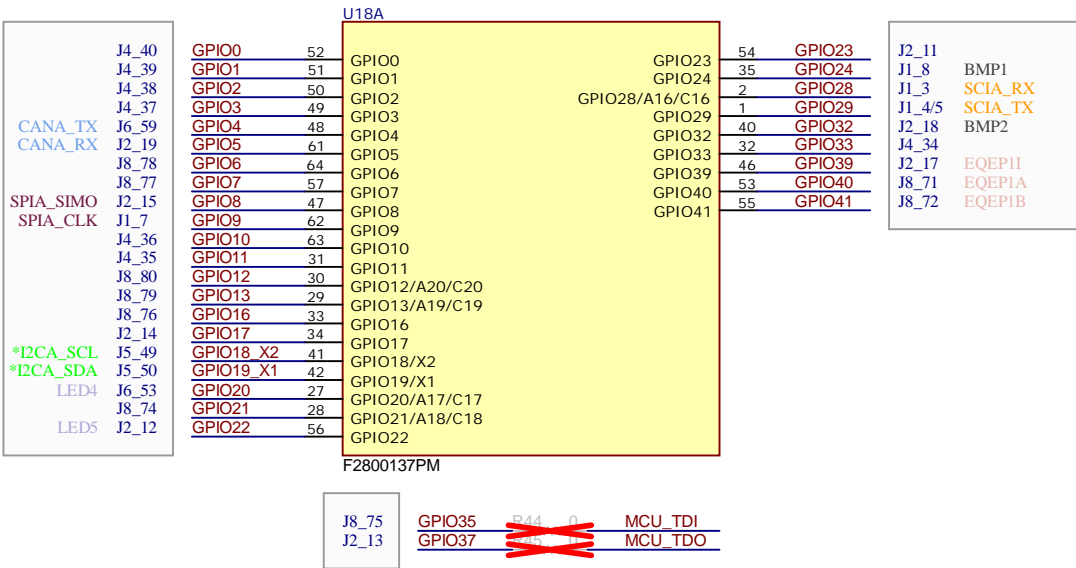 U18A
J4_40 GPIO0 52 GPIO0
J4_39 GPIO1 51 GPIO1
J4_38 GPIO2 50 GPIO2
J4_37 GPIO3 49 GPIO3
CANA_TX J6_59 GPIO4 48 GPIO4
CANA_RX J2_19 GPIO5 61 GPIO5
J8_78 GPIO6 64 GPIO6
J8_77 GPIO7 57 GPIO7
SPIA_SIMO J2_15 GPIO8 47 GPIO8
SPIA_CLK J1_7 GPIO9 62 GPIO9
J4_36 GPIO10 63 GPIO10
J4_35 GPIO11 31 GPIO11
J8_80 GPIO12 30 GPIO12/A20/C20
J8_79 GPIO13 29 GPIO13/A19/C19
J8_76 GPIO16 33 GPIO16
J2_14 GPIO17 34 GPIO17
*I2CA_SCL J5_49 GPIO18_X2 41 GPIO18/X2
*I2CA_SDA J5_50 GPIO19_X1 42 GPIO19/X1
LED4 J6_53 GPIO20 27 GPIO20/A17/C17
J8_74 GPIO21 28 GPIO21/A18/C18
LED5 J2_12 GPIO22 56 GPIO22
GPIO23 54 GPIO23 J2_11
GPIO24 35 GPIO24 J1_8 BMP1
GPIO28/A16/C16 2 GPIO28 J1_3 SCIA_RX
GPIO29 1 GPIO29 J1_4/5 SCIA_TX
GPIO32 40 GPIO32 J2_18 BMP2
GPIO33 32 GPIO33 J4_34
GPIO39 46 GPIO39 J2_17 EQEP1I
GPIO40 53 GPIO40 J8_71 EQEP1A
GPIO41 55 GPIO41 J8_72 EQEP1B
F2800137PM
J8_75 GPIO35 R44 0 MCU_TDI
J2_13 GPIO37 R45 0 MCU_TDO